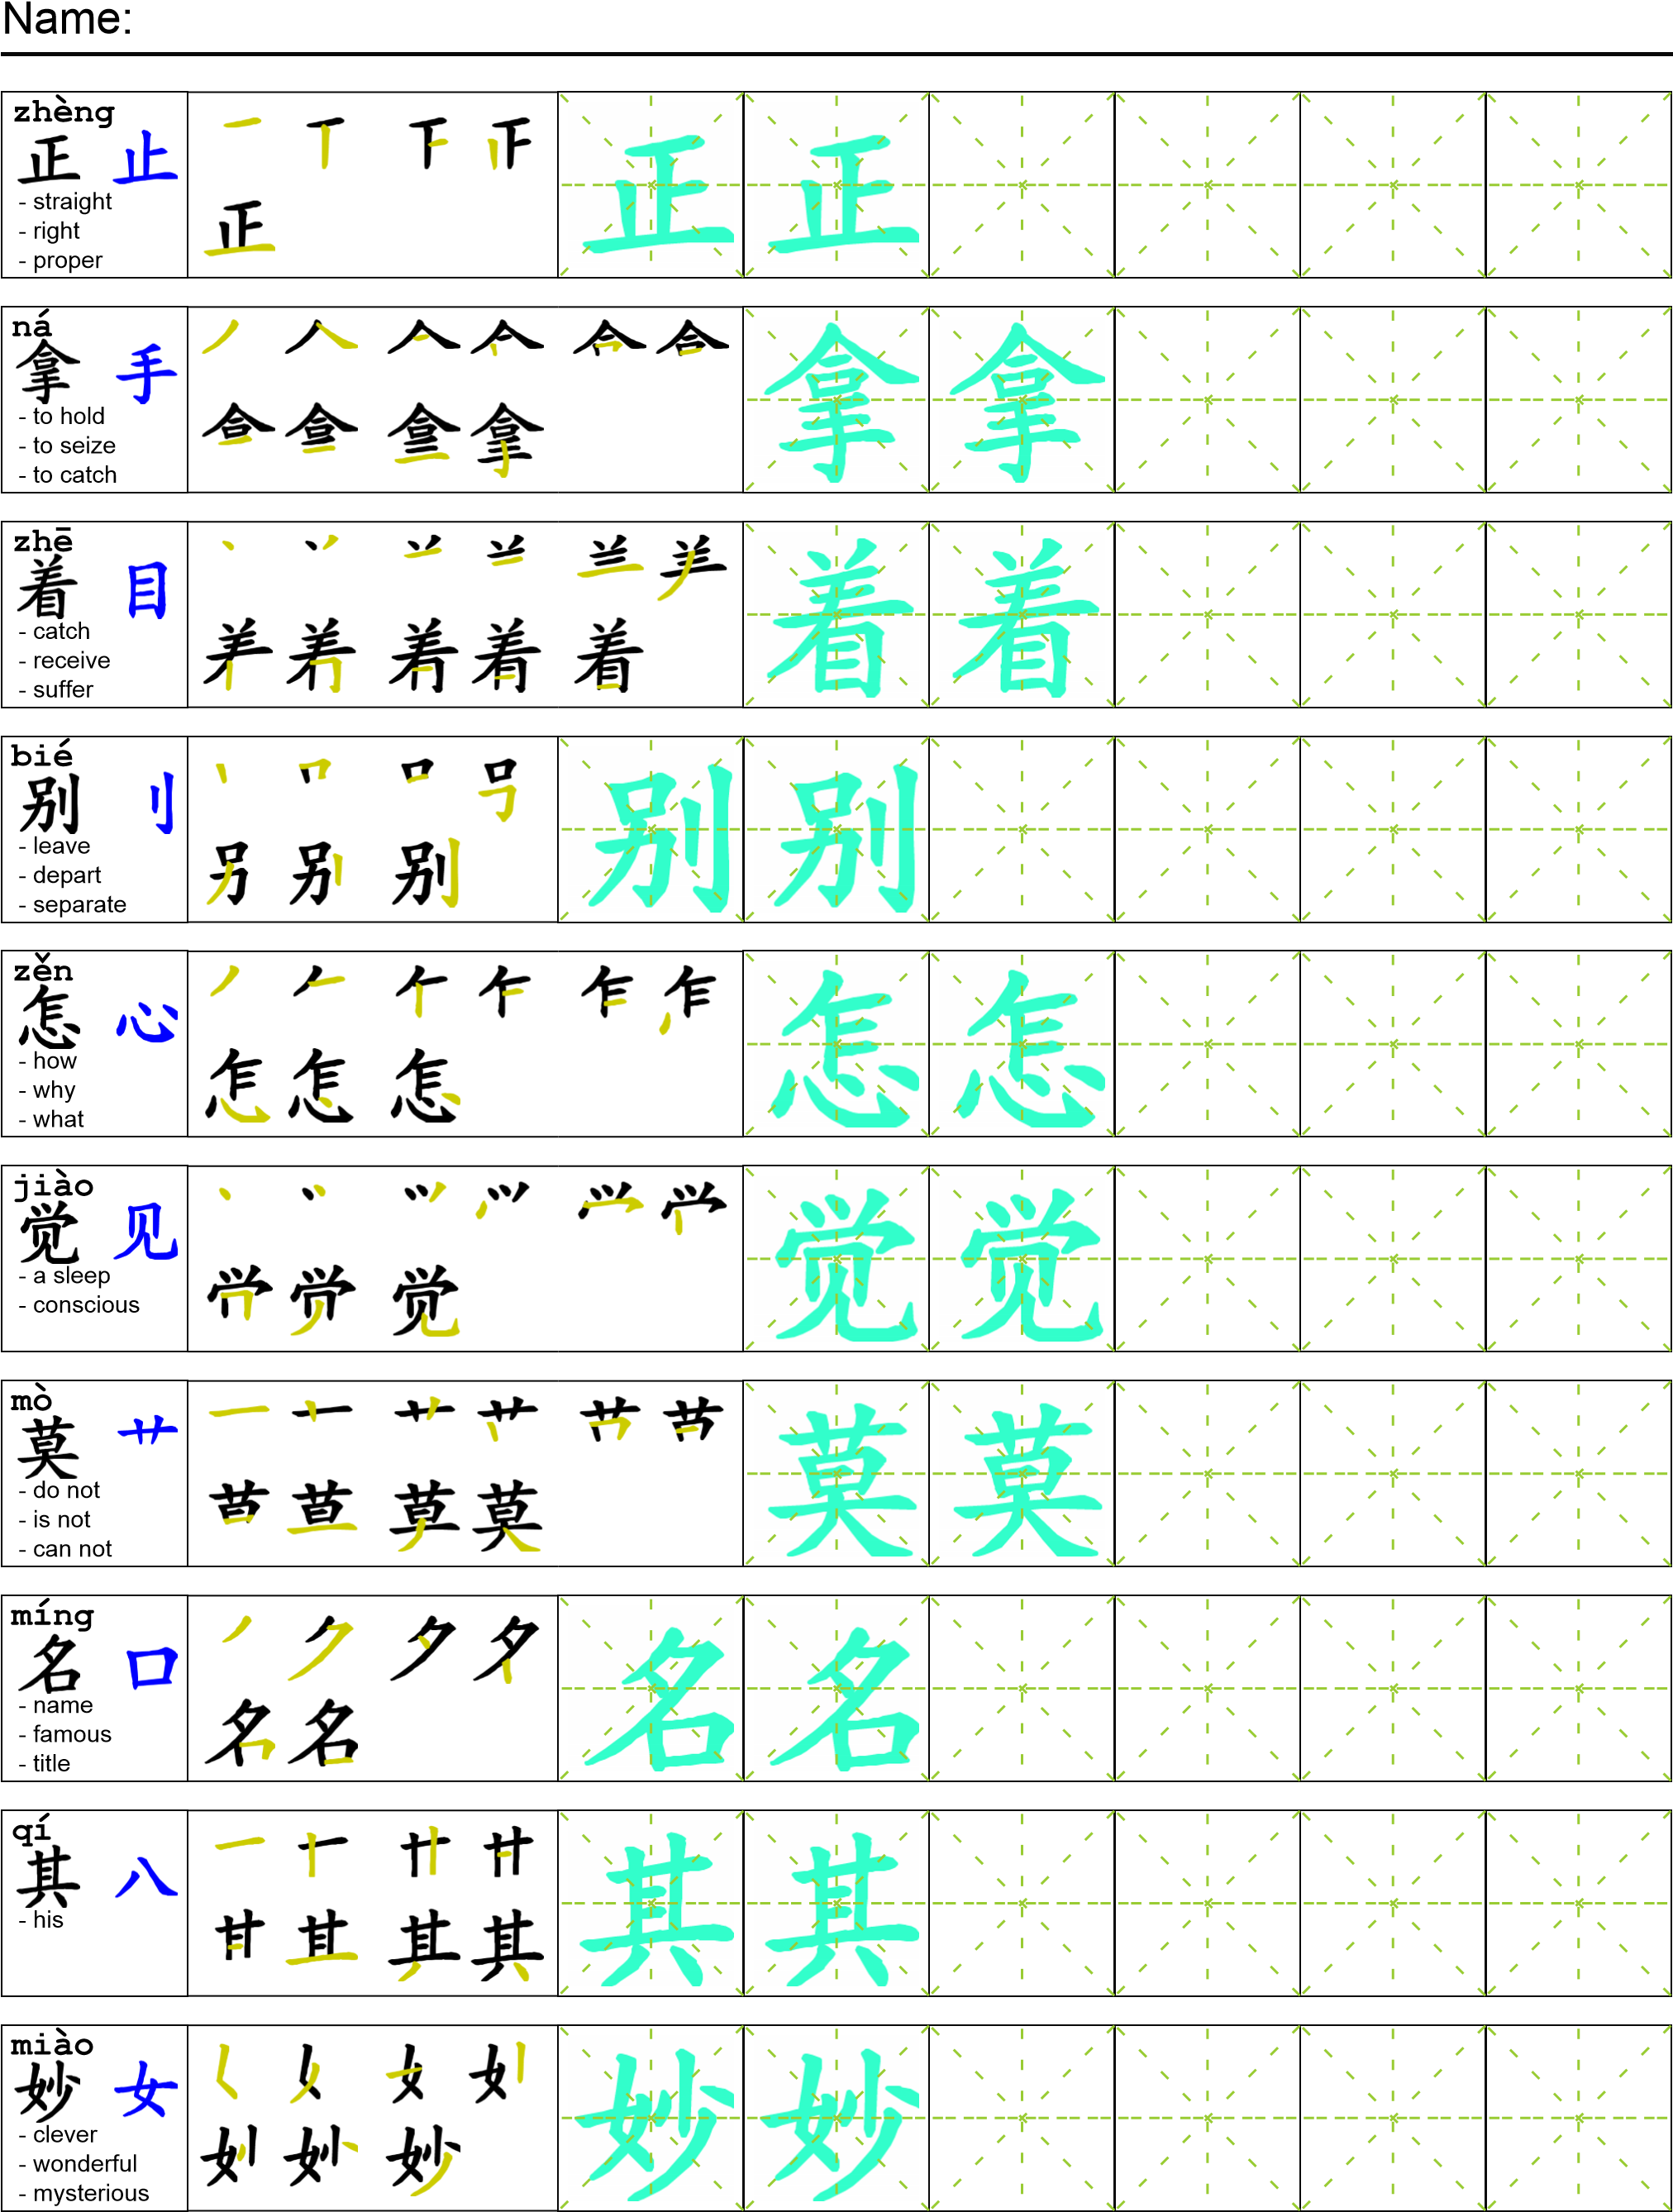 Name:
zhèng
正 止
- straight
- right
- proper
正 正
ná
拿 手
- to hold
- to seize
- to catch
拿 拿
zhē
着 目
- catch
- receive
- suffer
着 着
bié
别 刂
- leave
- depart
- separate
别 别
zěn
怎 心
- how
- why
- what
怎 怎
jiào
觉 见
- a sleep
- conscious
觉 觉
mò
莫 艹
- do not
- is not
- can not
莫 莫
míng
名 口
- name
- famous
- title
名 名
qí
其 八
- his
其 其
miào
妙 女
- clever
- wonderful
- mysterious
妙 妙